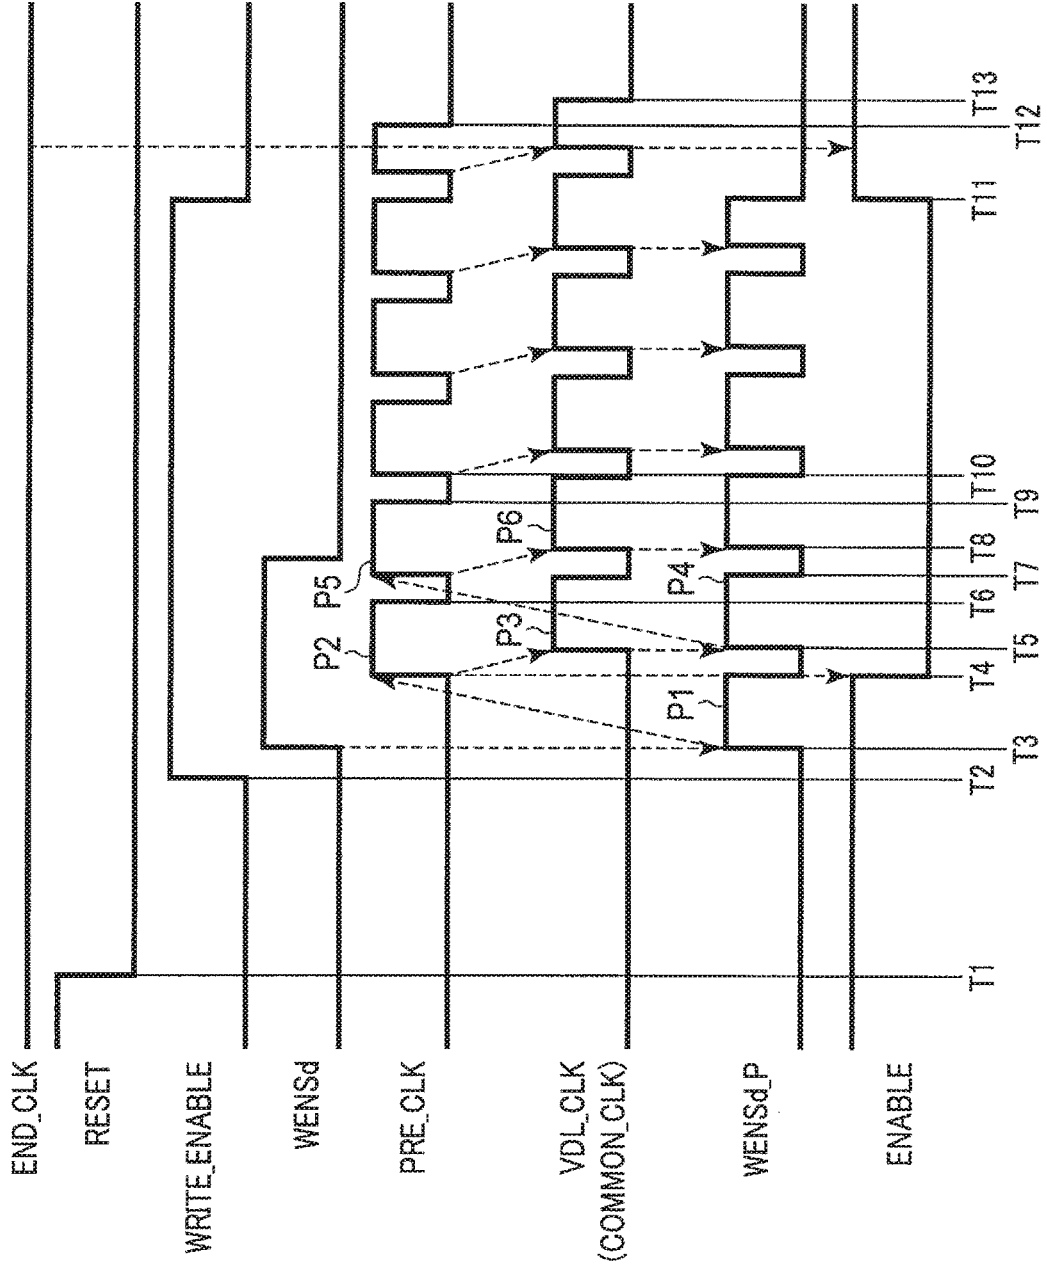 END_CLK
RESET
WRITE_ENABLE
WENSd
PRE_CLK
P2
P5
VDL_CLK
(COMMON_CLK)
P3
P6
WENSd_P
P1
P4
ENABLE
T1
T2
T3
T4
T5
T6
T7
T8
T9
T10
T11
T12
T13